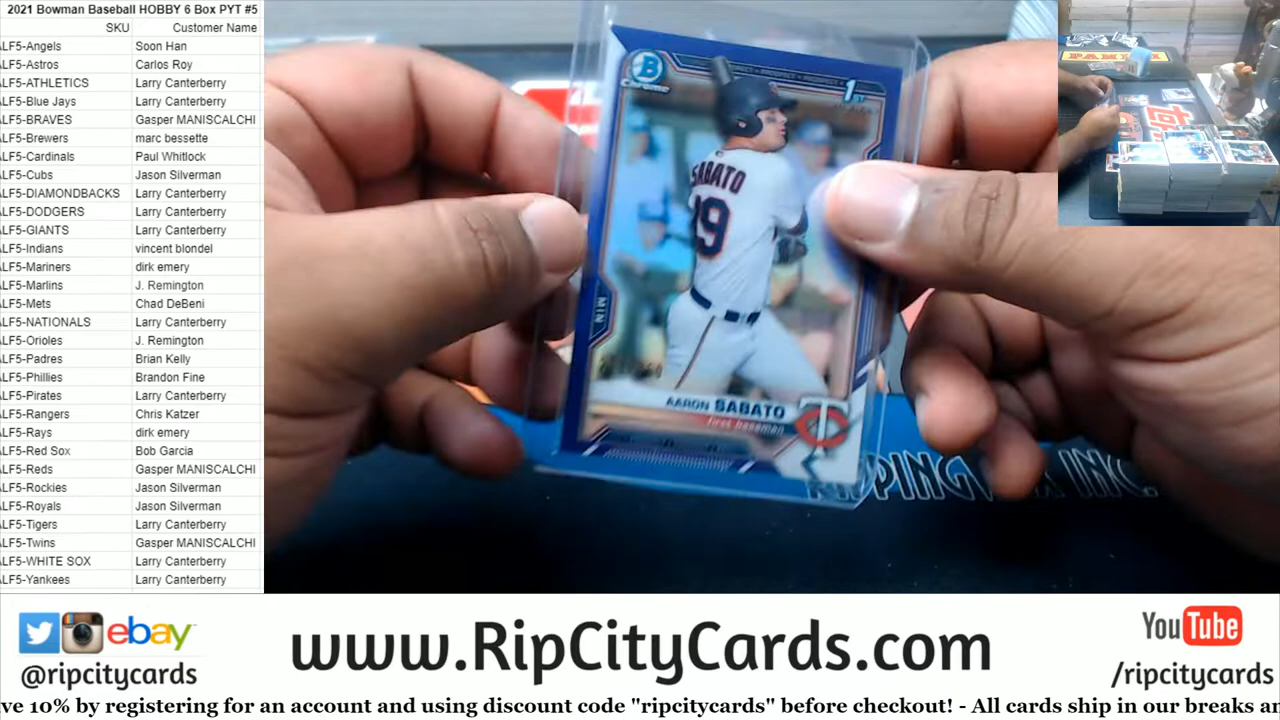 2021 Bowman Baseball HOBBY 6 Box PYT #5
SKU Customer Name
LF5-Angels Soon Han
LF5-Astros Carlos Roy
LF5-ATHLETICS Larry Canterberry
LF5-Blue Jays Larry Canterberry
LF5-BRAVES Gasper MANISCALCHI
LF5-Brewers marc bessette
LF5-Cardinals Paul Whitlock
LF5-Cubs Jason Silverman
LF5-DIAMONDBACKS Larry Canterberry
LF5-DODGERS Larry Canterberry
LF5-GIANTS Larry Canterberry
LF5-Indians vincent blondel
LF5-Mariners dirk emery
LF5-Marlins J. Remington
LF5-Mets Chad DeBeni
LF5-NATIONALS Larry Canterberry
LF5-Orioles J. Remington
LF5-Padres Brian Kelly
LF5-Phillies Brandon Fine
LF5-Pirates Larry Canterberry
LF5-Rangers Chris Katzer
LF5-Rays dirk emery
LF5-Red Sox Bob Garcia
LF5-Reds Gasper MANISCALCHI
LF5-Rockies Jason Silverman
LF5-Royals Jason Silverman
LF5-Tigers Larry Canterberry
LF5-Twins Gasper MANISCALCHI
LF5-WHITE SOX Larry Canterberry
LF5-Yankees Larry Canterberry
B
Chrome
1ST
SABATO
19
MIN
AARON SABATO
first baseman
T
PANINI
INC.
ebay
@ripcitycards
www.RipCityCards.com
YouTube
/ripcitycards
ve 10% by registering for an account and using discount code "ripcitycards" before checkout! - All cards ship in our breaks an